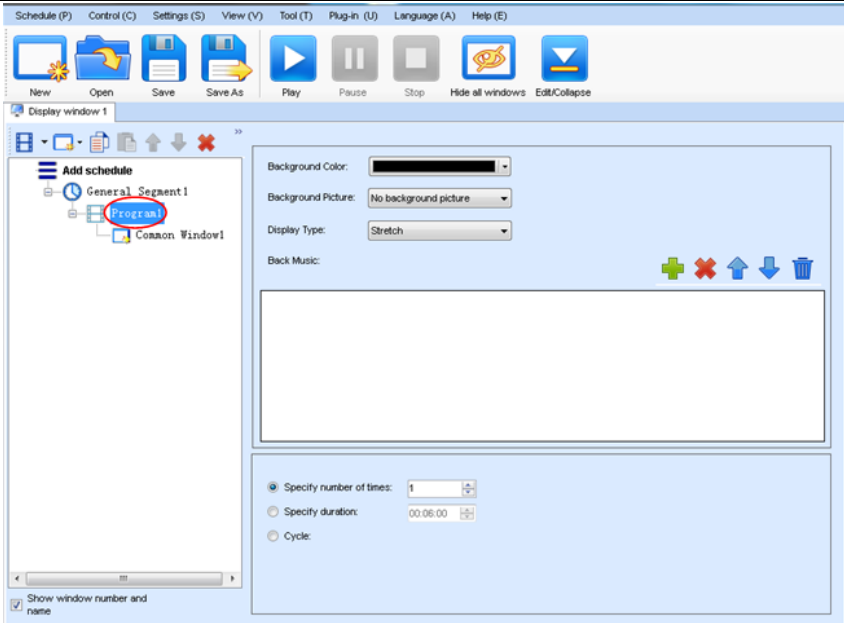 Schedule (P) Control (C) Settings (S) View (V) Tool (T) Plug-in (U) Language (A) Help (E)
New Open Save Save As Play Pause Stop Hide all windows Edit/Collapse
Display window 1
»
Add schedule
General Segment1
Program1
Common Window1
Show window number and
name
Background Color:
Background Picture: No background picture
Display Type: Stretch
Back Music:
Specify number of times: 1
Specify duration: 00:06:00
Cycle: